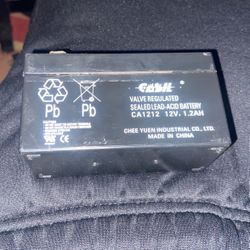 CASIL
VALVE REGULATED
SEALED LEAD-ACID BATTERY
CA1212 12V 1.2AH
Pb
Pb
CHEE YUEN INDUSTRIAL CO., LTD.
MADE IN CHINA